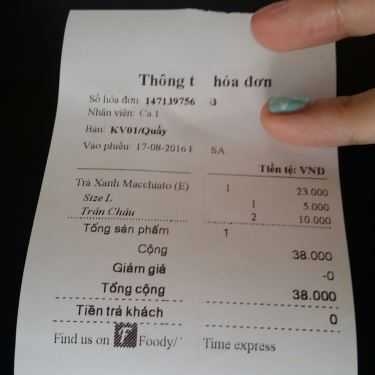 Thông t hóa đơn
Số hóa đơn: 147139756
Nhân viên: Ca 1
Bàn: KV01/Quầy
Vào phiếu: 17-08-2016 SA
Tiền tệ: VND
Trà Xanh Macchiato (E) 1 23.000
Size L 1 5.000
Trân Châu 2 10.000
Tổng sản phẩm 1
Cộng 38.000
Giảm giá -0
Tổng cộng 38.000
Tiền trả khách 0
Find us on F Foody/ Time express